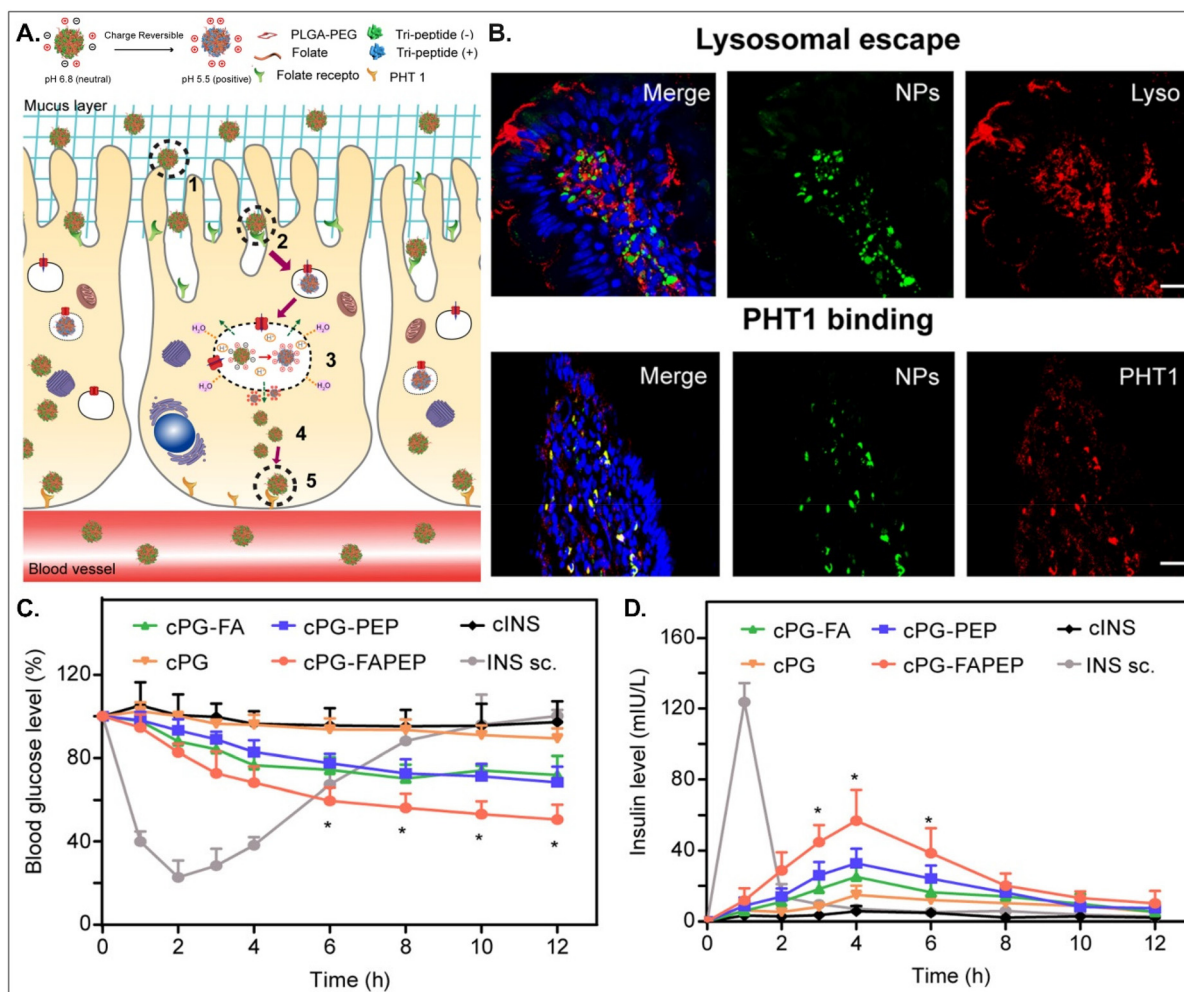 A.
Charge Reversible
pH 6.8 (neutral)
pH 5.5 (positive)
PLGA-PEG
Tri-peptide (-)
Folate
Tri-peptide (+)
Folate recepto
PHT 1
Mucus layer
1
2
H₂O
H₂O
H⁺
H⁺
H⁺
3
H₂O
H₂O
4
5
Blood vessel
B.
Lysosomal escape
Merge
NPs
Lyso
PHT1 binding
Merge
NPs
PHT1
C.
cPG-FA
cPG-PEP
cINS
cPG
cPG-FAPEP
INS sc.
Blood glucose level (%)
120
80
40
0
* * * *
0 2 4 6 8 10 12
Time (h)
D.
cPG-FA
cPG-PEP
cINS
cPG
cPG-FAPEP
INS sc.
Insulin level (mIU/L)
160
120
80
40
0
* * *
0 2 4 6 8 10 12
Time (h)